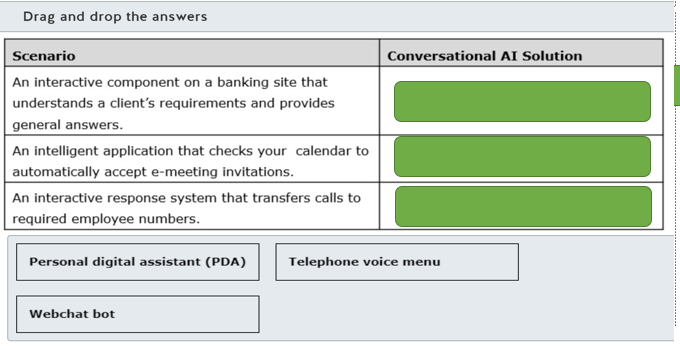 Drag and drop the answers
Scenario
Conversational AI Solution
An interactive component on a banking site that
understands a client’s requirements and provides
general answers.
An intelligent application that checks your calendar to
automatically accept e-meeting invitations.
An interactive response system that transfers calls to
required employee numbers.
Personal digital assistant (PDA)
Telephone voice menu
Webchat bot